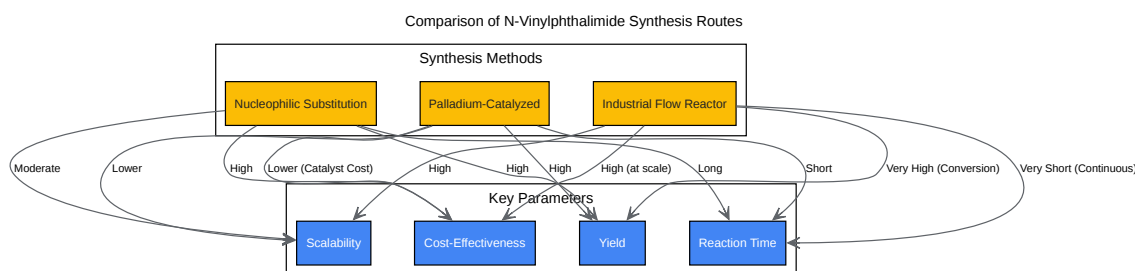 Comparison of N-Vinylphthalimide Synthesis Routes
Synthesis Methods
Nucleophilic Substitution
Palladium-Catalyzed
Industrial Flow Reactor
Moderate
Lower
High
Lower (Catalyst Cost)
High
High
High
High (at scale)
Long
Short
Very High (Conversion)
Very Short (Continuous)
Key Parameters
Scalability
Cost-Effectiveness
Yield
Reaction Time